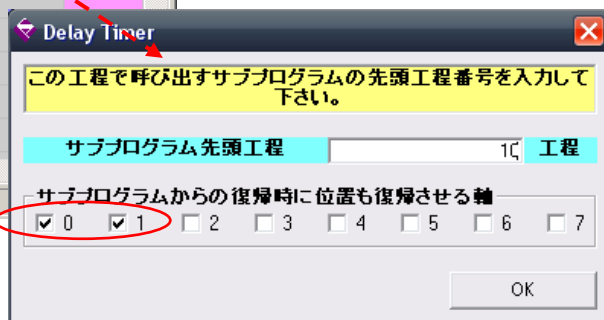 Delay Timer
この工程で呼び出すサブプログラムの先頭工程番号を入力して
下さい。
サブプログラム先頭工程 10 工程
サブプログラムからの復帰時に位置も復帰させる軸
0 1 2 3 4 5 6 7
OK